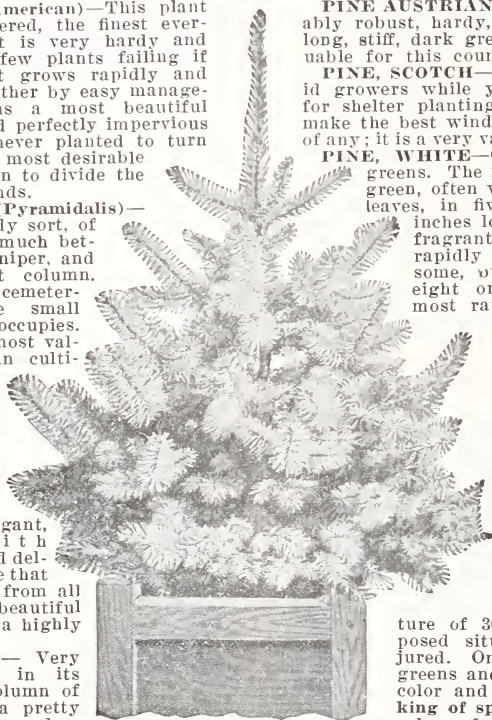 merican)—This plant
ered, the finest ever-
t is very hardy and
few plants failing if
t grows rapidly and
ther by easy manage-
as a most beautiful
d perfectly impervious
never planted to turn
most desirable
n to divide the
nds.
Pyramidalis)—
dy sort, of
much bet-
niper, and
t column.
cemeter-
e small
occupies.
most val-
in culti-
gant,
ith
d del-
e that
from all
beautiful
a highly
— Very
in its
olumn of
a pretty
PINE AUSTRIAN
ably robust, hardy,
long, stiff, dark gre
uable for this coun
PINE, SCOTCH—
id growers while y
for shelter planting
make the best wind
of any; it is a very va
PINE, WHITE—
greens. The
green, often
leaves, in fiv
inches lo
fragrant
rapidly
some,
eight or
most ra
ture of 30
posed situ
jured. On
greens and
color and
king of sp